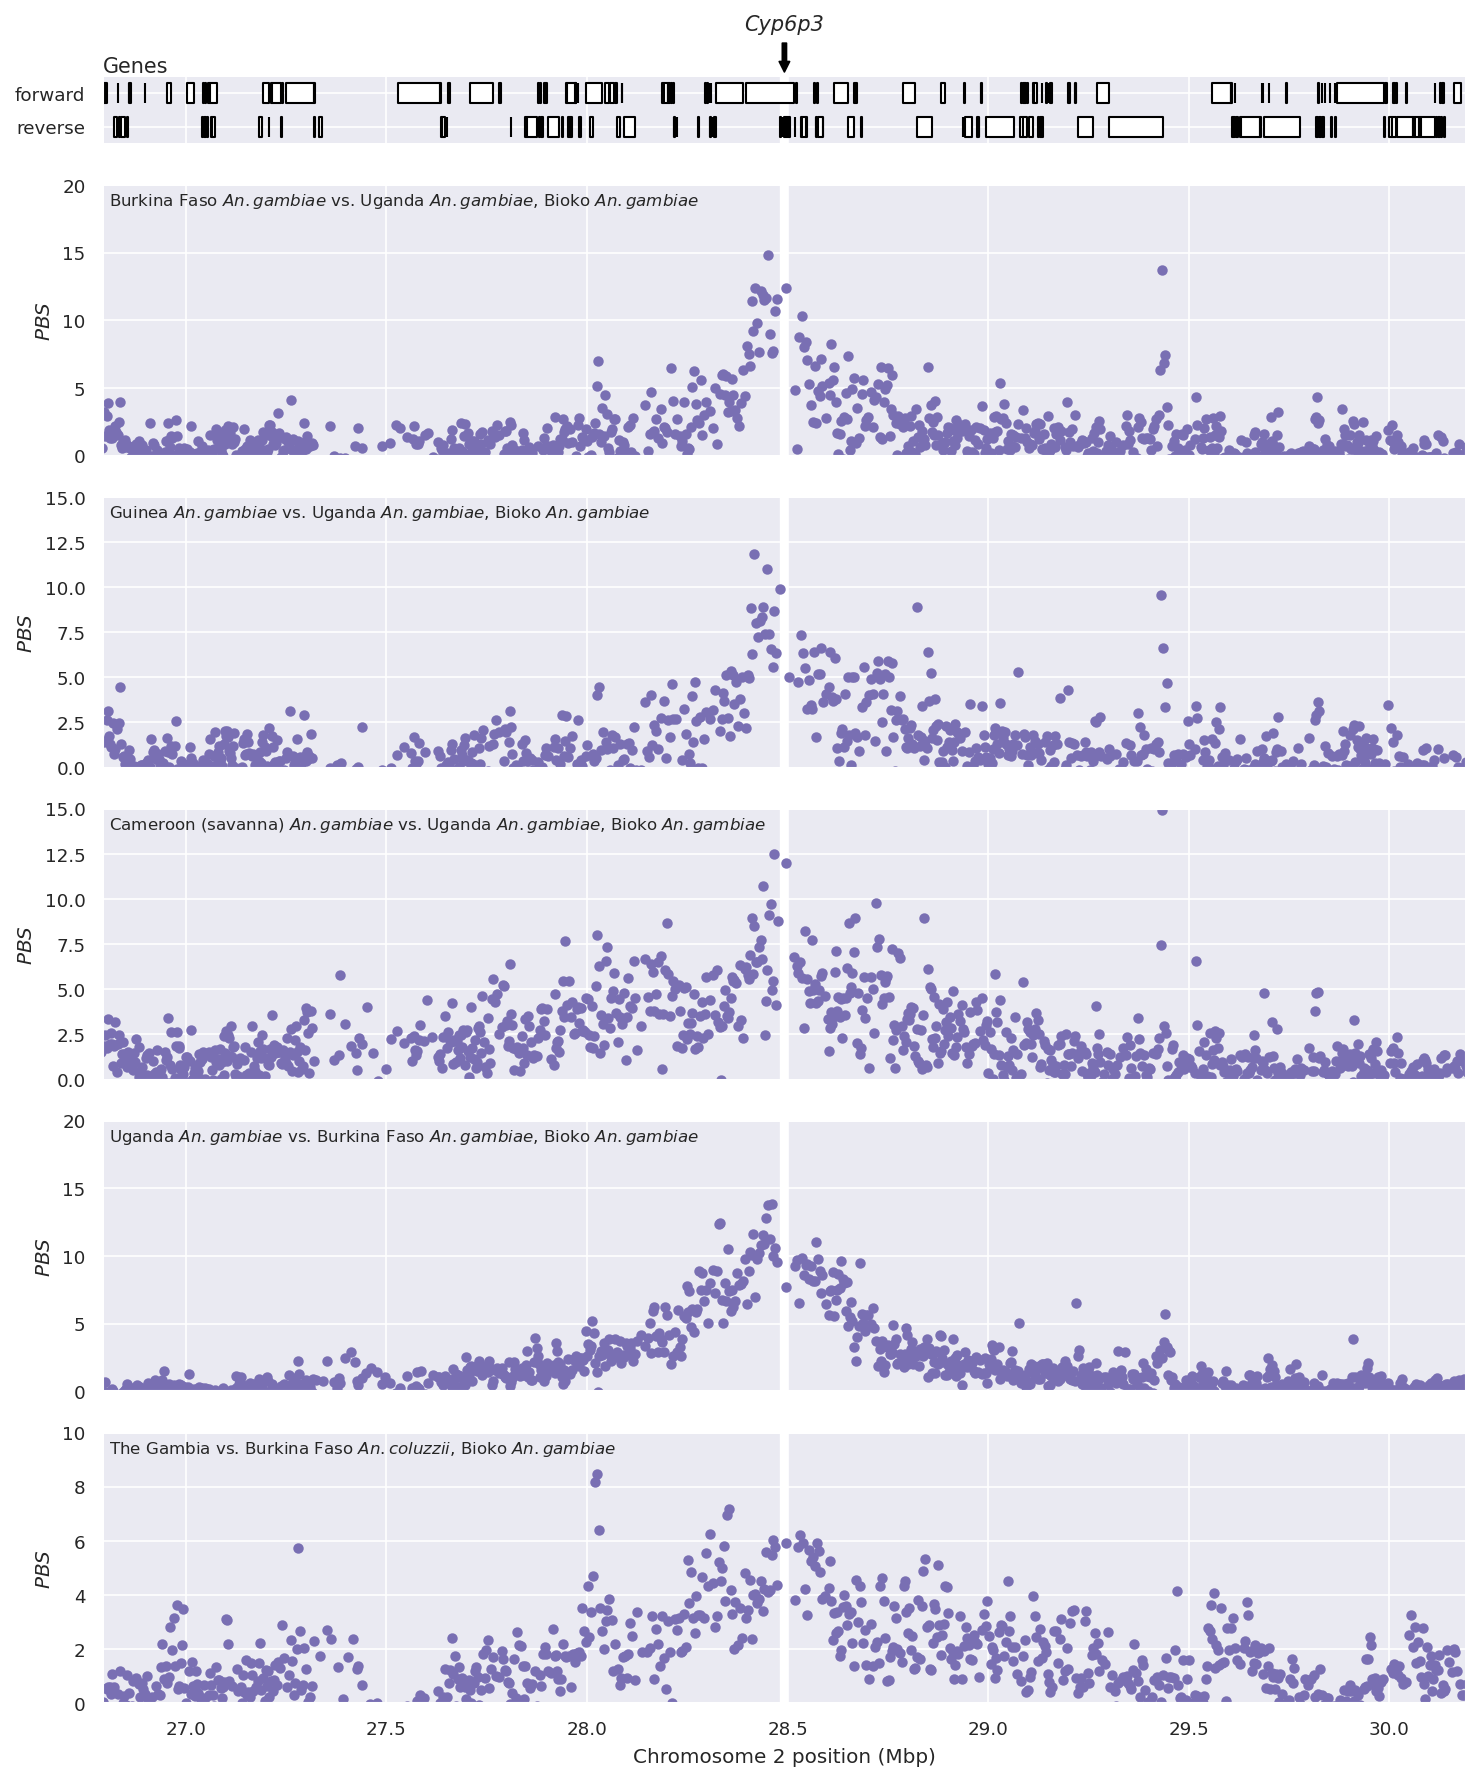 Cyp6p3
Genes
forward
reverse
20
Burkina Faso An. gambiae vs. Uganda An. gambiae, Bioko An. gambiae
15
PBS
10
5
0
15.0
Guinea An. gambiae vs. Uganda An. gambiae, Bioko An. gambiae
12.5
10.0
PBS
7.5
5.0
2.5
0.0
15.0
Cameroon (savanna) An. gambiae vs. Uganda An. gambiae, Bioko An. gambiae
12.5
10.0
PBS
7.5
5.0
2.5
0.0
20
Uganda An. gambiae vs. Burkina Faso An. gambiae, Bioko An. gambiae
15
PBS
10
5
0
10
The Gambia vs. Burkina Faso An. coluzzii, Bioko An. gambiae
8
6
PBS
4
2
0
27.0 27.5 28.0 28.5 29.0 29.5 30.0
Chromosome 2 position (Mbp)